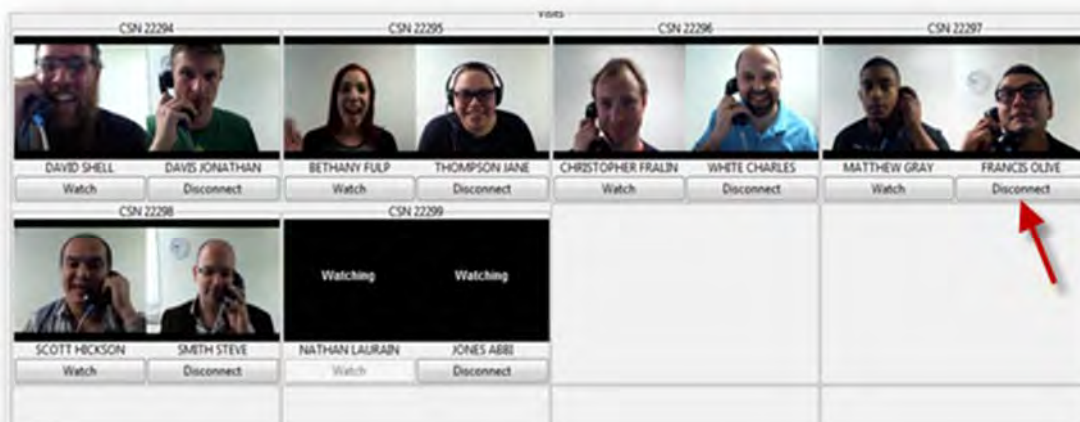 Visits
CSN 22294 CSN 22295 CSN 22296 CSN 22297
DAVID SHELL DAVIS JONATHAN BETHANY FULP THOMPSON JANE CHRISTOPHER FRALIN WHITE CHARLES MATTHEW GRAY FRANCIS OLIVE
Watch Disconnect Watch Disconnect Watch Disconnect Watch Disconnect
CSN 22298 CSN 22299
Watching Watching
SCOTT HICKSON SMITH STEVE NATHAN LAURAIN JONES ABBI
Watch Disconnect Watch Disconnect